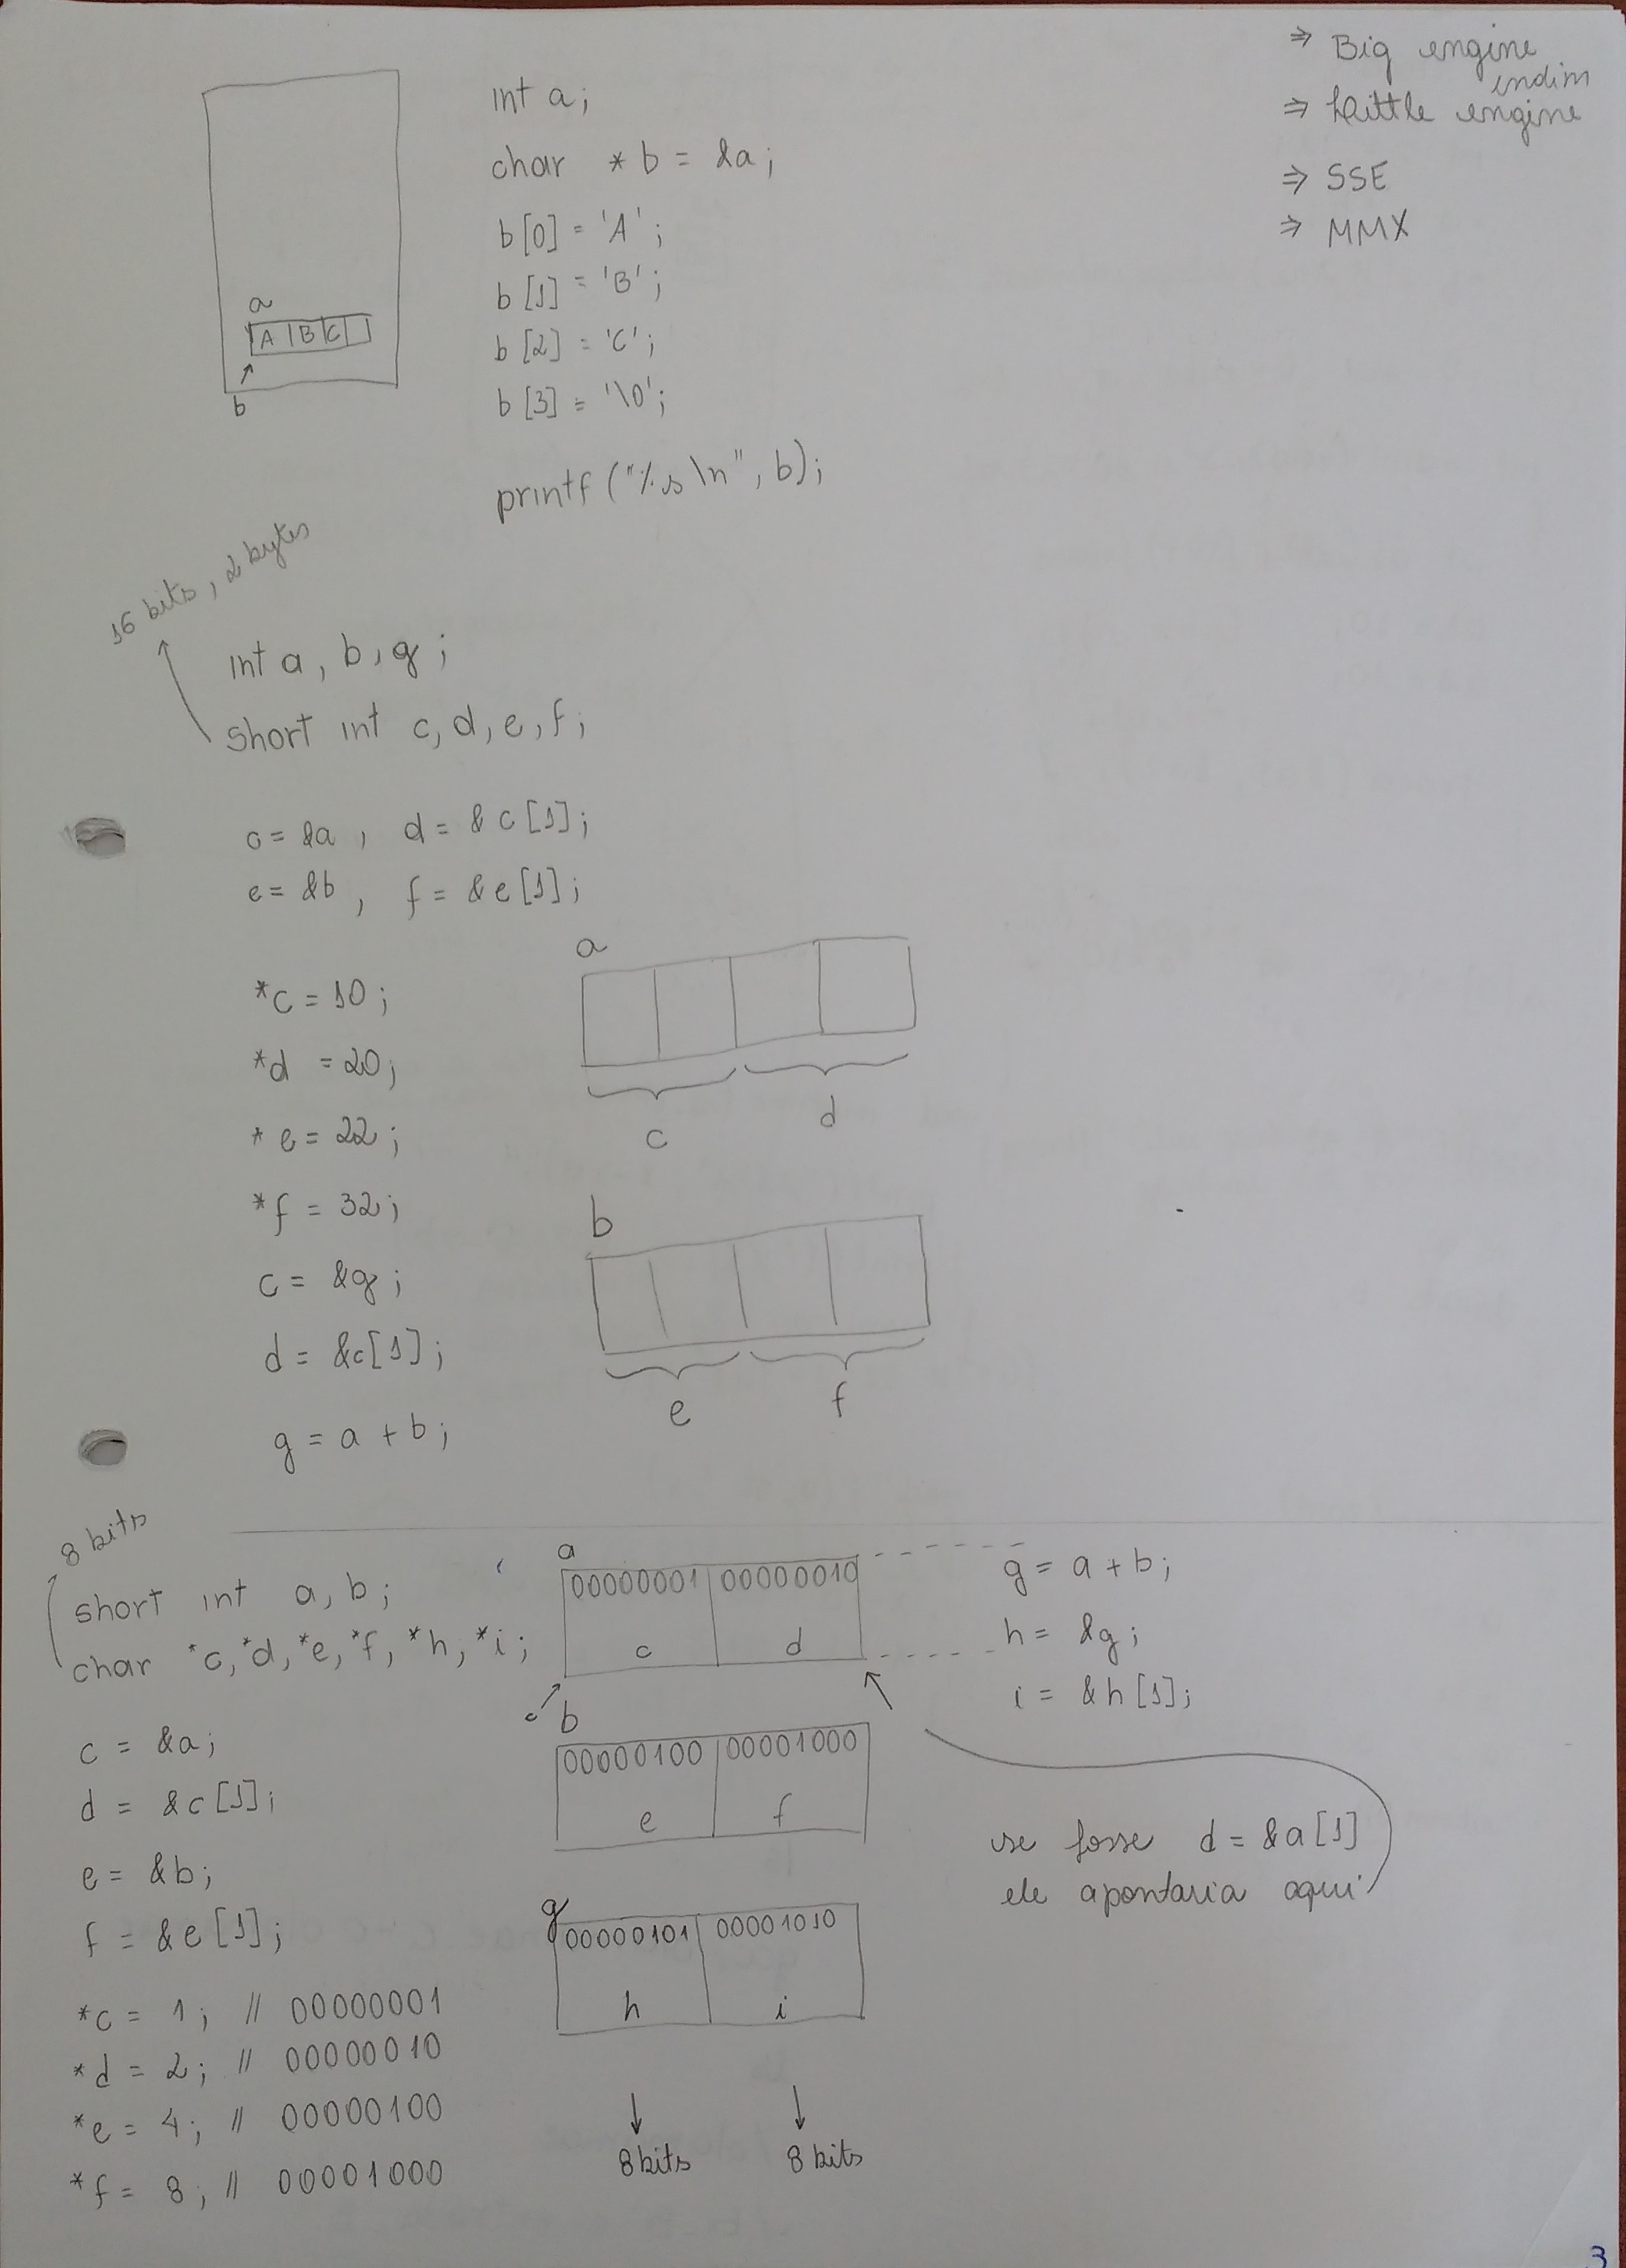 ⇒ Big engine
endian
⇒ Little engine
⇒ SSE
⇒ MMX
int a;
char *b = &a;
b[0] = 'A';
b[1] = 'B';
b[2] = 'C';
b[3] = '\0';
printf("%s\n", b);
a
A B C
b
16 bits, 2 bytes
int a, b, g;
short int c, d, e, f;
c = &a, d = &c[1];
e = &b, f = &e[1];
*c = 10;
*d = 20;
*e = 22;
*f = 32;
c = &g;
d = &c[1];
g = a + b;
a
c d
b
e f
8 bits
short int a, b;
char *c, *d, *e, *f, *h, *i;
c = &a;
d = &c[1];
e = &b;
f = &e[1];
*c = 1; // 00000001
*d = 2; // 00000010
*e = 4; // 00000100
*f = 8; // 00001000
a
00000001 00000010
c d
c
b
00000100 00001000
e f
g
00000101 00001010
h i
8 bits 8 bits
g = a + b;
h = &g;
i = &h[1];
se fosse d = &a[1]
ele apontaria aqui
3